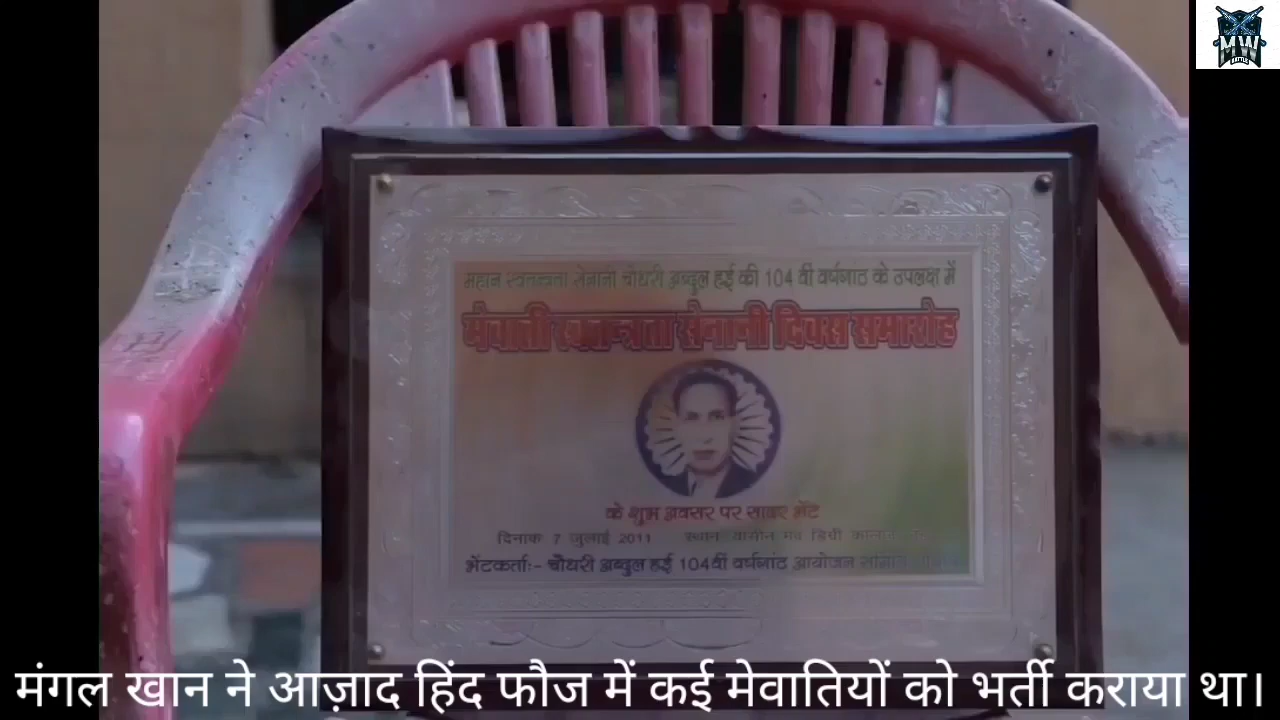 MW
महान स्वतन्त्रता सेनानी चौधरी अब्दुल हई की 104 वीं वर्षगांठ के उपलक्ष में
मेवाती स्वतन्त्रता सेनानी दिवस समारोह
के शुभ अवसर पर सादर भेंट
दिनांक 7 जुलाई 2011 स्थान
भेंटकर्ता:- चौधरी अब्दुल हई 104वीं वर्षगांठ आयोजन
मंगल खान ने आज़ाद हिंद फौज में कई मेवातियों को भर्ती कराया था।